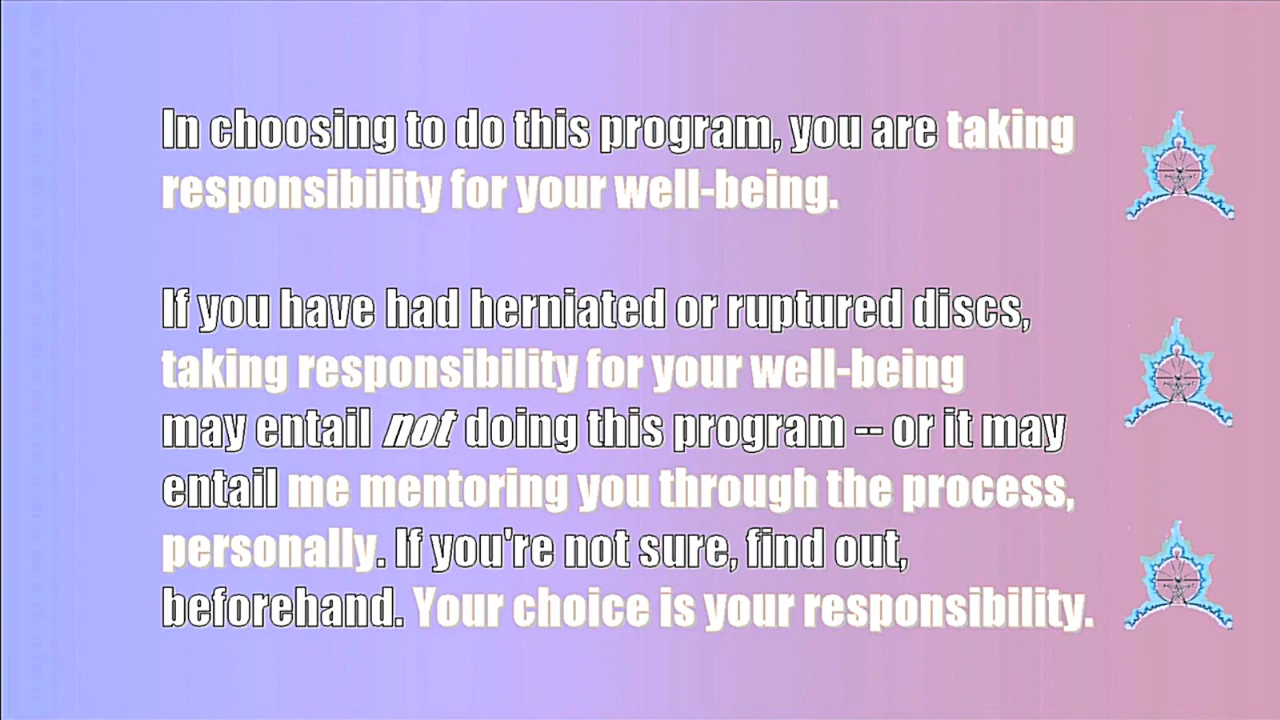 In choosing to do this program, you are taking
responsibility for your well-being.
If you have had herniated or ruptured discs,
taking responsibility for your well-being
may entail not doing this program -- or it may
entail me mentoring you through the process,
personally. If you're not sure, find out,
beforehand. Your choice is your responsibility.